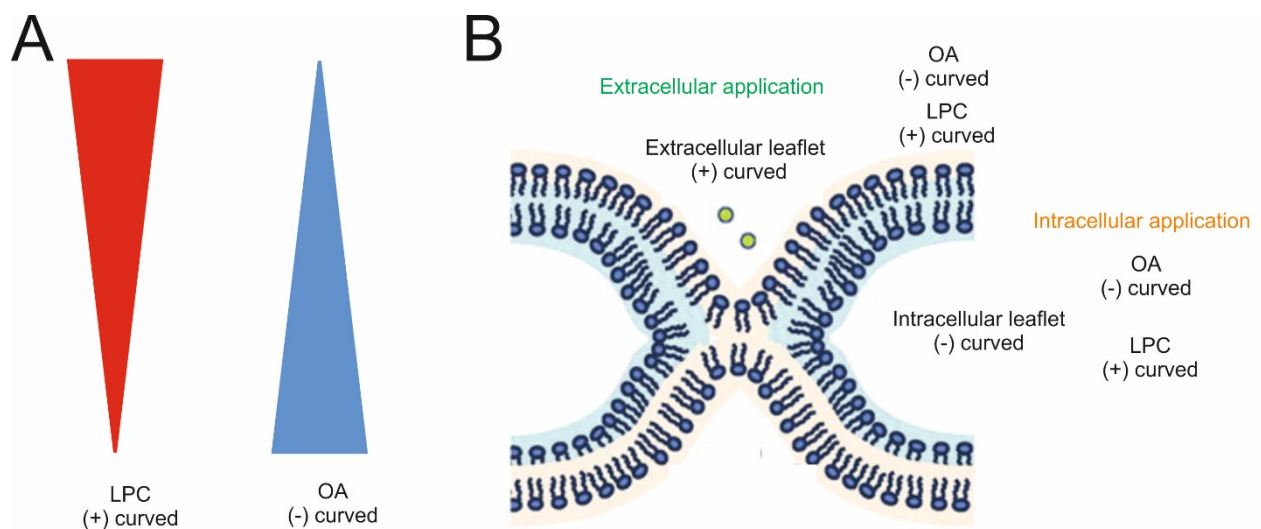 A
LPC
(+) curved
OA
(-) curved
B
Extracellular application
OA
(-) curved
LPC
(+) curved
Extracellular leaflet
(+) curved
Intracellular application
OA
(-) curved
Intracellular leaflet
(-) curved
LPC
(+) curved